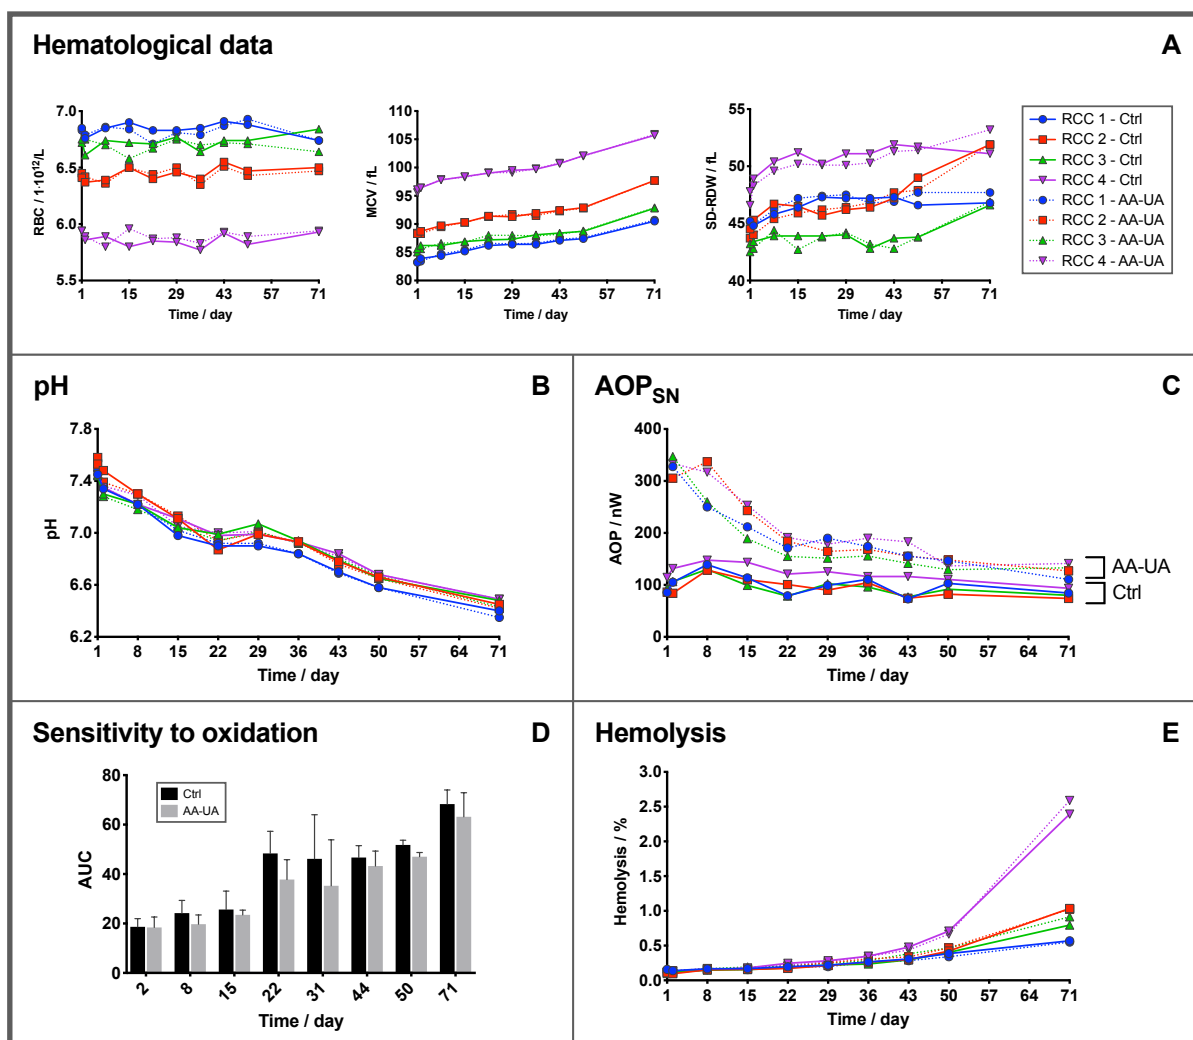 Hematological data
A
RBC / 1·10¹²/L
7.0
6.5
6.0
5.5
1 15 29 43 57 71
Time / day
MCV / fL
110
105
100
95
90
85
80
1 15 29 43 57 71
Time / day
SD-RDW / fL
55
50
45
40
1 15 29 43 57 71
Time / day
RCC 1 - Ctrl
RCC 2 - Ctrl
RCC 3 - Ctrl
RCC 4 - Ctrl
RCC 1 - AA-UA
RCC 2 - AA-UA
RCC 3 - AA-UA
RCC 4 - AA-UA
pH
B
pH
7.8
7.4
7.0
6.6
6.2
1 8 15 22 29 36 43 50 57 64 71
Time / day
AOP_SN
C
AOP / nW
400
300
200
100
0
1 8 15 22 29 36 43 50 57 64 71
Time / day
AA-UA
Ctrl
Sensitivity to oxidation
D
AUC
80
60
40
20
0
Ctrl
AA-UA
2 8 15 22 31 44 50 71
Time / day
Hemolysis
E
Hemolysis / %
3.0
2.5
2.0
1.5
1.0
0.5
0.0
1 8 15 22 29 36 43 50 57 64 71
Time / day